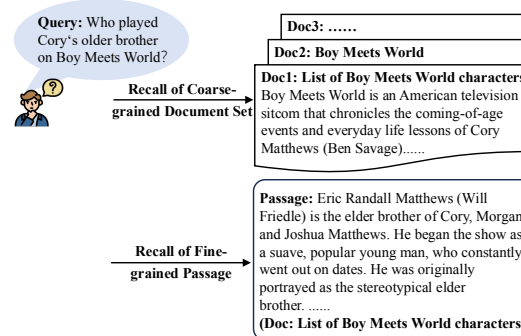 Query: Who played
Cory's older brother
on Boy Meets World?
?
Recall of Coarse-
grained Document Set
Doc3: ......
Doc2: Boy Meets World
Doc1: List of Boy Meets World characters
Boy Meets World is an American television
sitcom that chronicles the coming-of-age
events and everyday life lessons of Cory
Matthews (Ben Savage)......
Recall of Fine-
grained Passage
Passage: Eric Randall Matthews (Will
Friedle) is the elder brother of Cory, Morgan
and Joshua Matthews. He began the show as
a suave, popular young man, who constantly
went out on dates. He was originally
portrayed as the stereotypical elder
brother. ......
(Doc: List of Boy Meets World characters